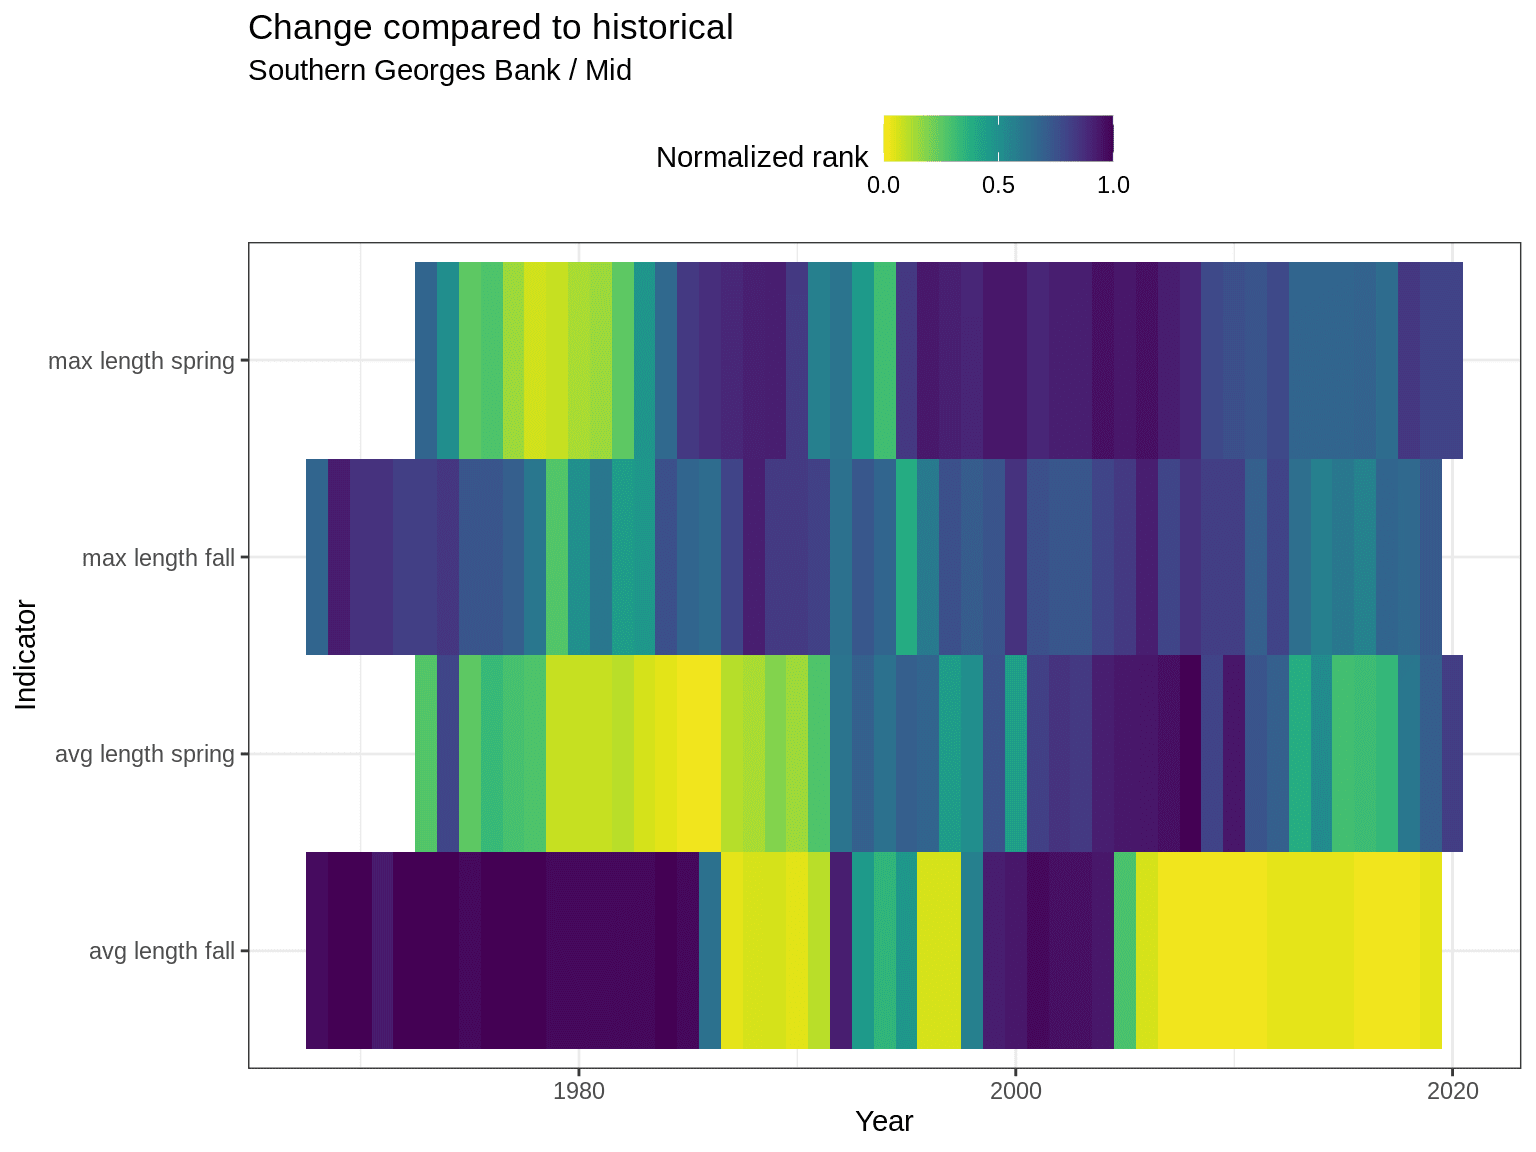 Change compared to historical
Southern Georges Bank / Mid
Normalized rank
0.0 0.5 1.0
max length spring
max length fall
avg length spring
avg length fall
Indicator
1980 2000 2020
Year